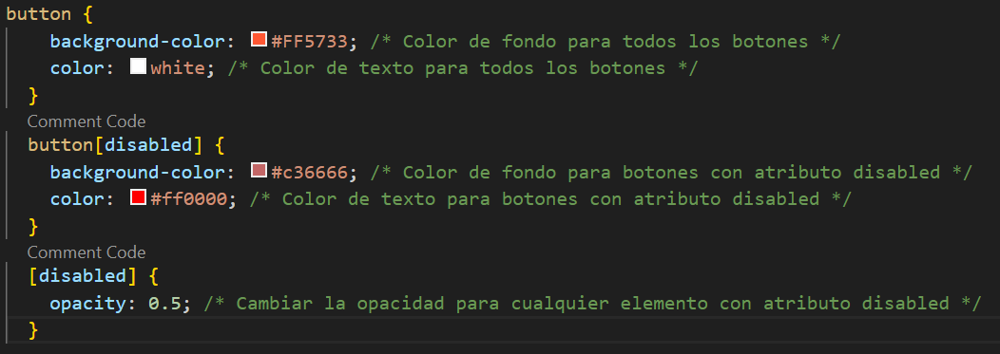 button {
background-color: #FF5733; /* Color de fondo para todos los botones */
color: white; /* Color de texto para todos los botones */
}
Comment Code
button[disabled] {
background-color: #c36666; /* Color de fondo para botones con atributo disabled */
color: #ff0000; /* Color de texto para botones con atributo disabled */
}
Comment Code
[disabled] {
opacity: 0.5; /* Cambiar la opacidad para cualquier elemento con atributo disabled */
}